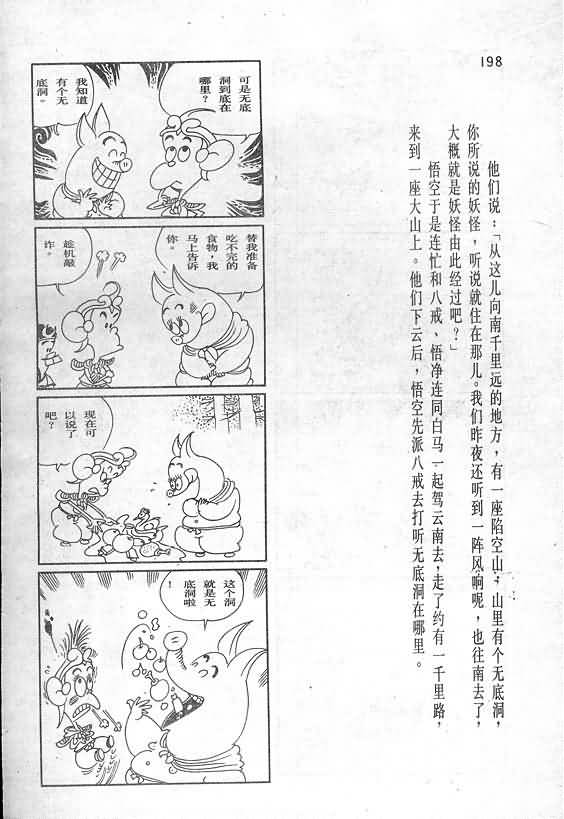 198
他们说：「从这儿向南千里远的地方，有一座陷空山，山里有个无底洞，
你所说的妖怪，听说就住在那儿。我们昨夜还听到一阵风响呢，也往南去了，
大概就是妖怪由此经过吧？」
悟空于是连忙和八戒、悟净连同白马一起驾云南去，走了约有一千里路，
来到一座大山上。他们下云后，悟空先派八戒去打听无底洞在哪里。
可是无底
洞到底在
哪里？
我知道
有个无
底洞。
替我准备
吃不完的
食物，我
马上告诉
你。
趁机敲
诈。
现在可
以说了
吧？
这个洞
就是无
底洞啦
！